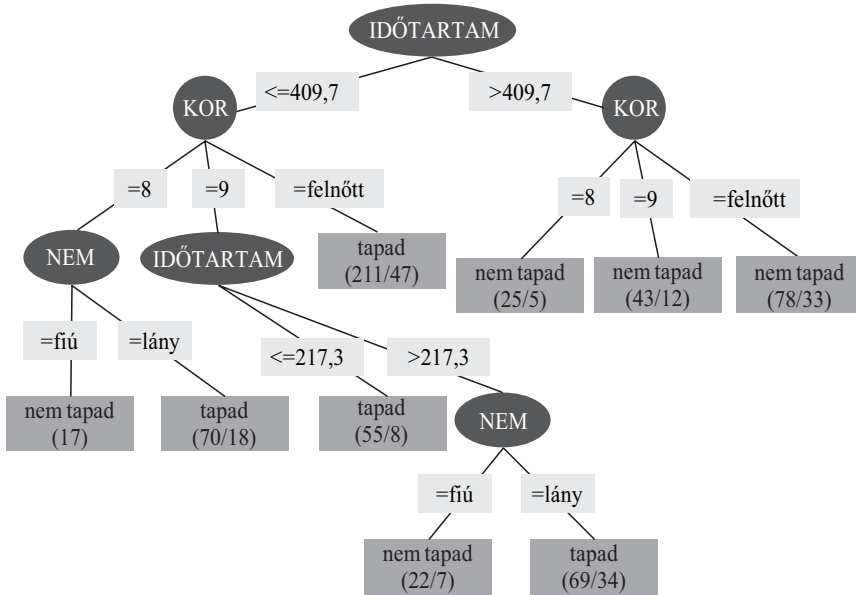 IDŐTARTAM
<=409,7
>409,7
KOR
KOR
=8
=9
=felnőtt
=8
=9
=felnőtt
NEM
IDŐTARTAM
tapad
(211/47)
nem tapad
(25/5)
nem tapad
(43/12)
nem tapad
(78/33)
=fiú
=lány
<=217,3
>217,3
nem tapad
(17)
tapad
(70/18)
tapad
(55/8)
NEM
=fiú
=lány
nem tapad
(22/7)
tapad
(69/34)